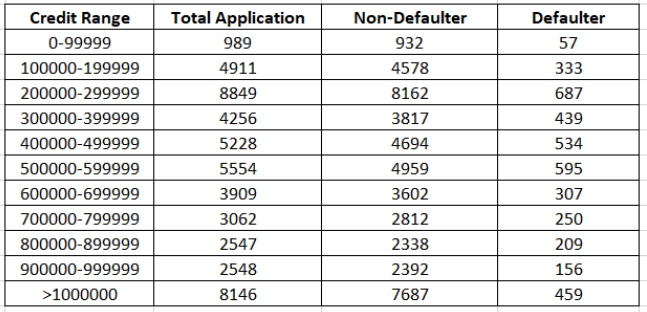 Credit Range Total Application Non-Defaulter Defaulter
0-99999 989 932 57
100000-199999 4911 4578 333
200000-299999 8849 8162 687
300000-399999 4256 3817 439
400000-499999 5228 4694 534
500000-599999 5554 4959 595
600000-699999 3909 3602 307
700000-799999 3062 2812 250
800000-899999 2547 2338 209
900000-999999 2548 2392 156
>1000000 8146 7687 459